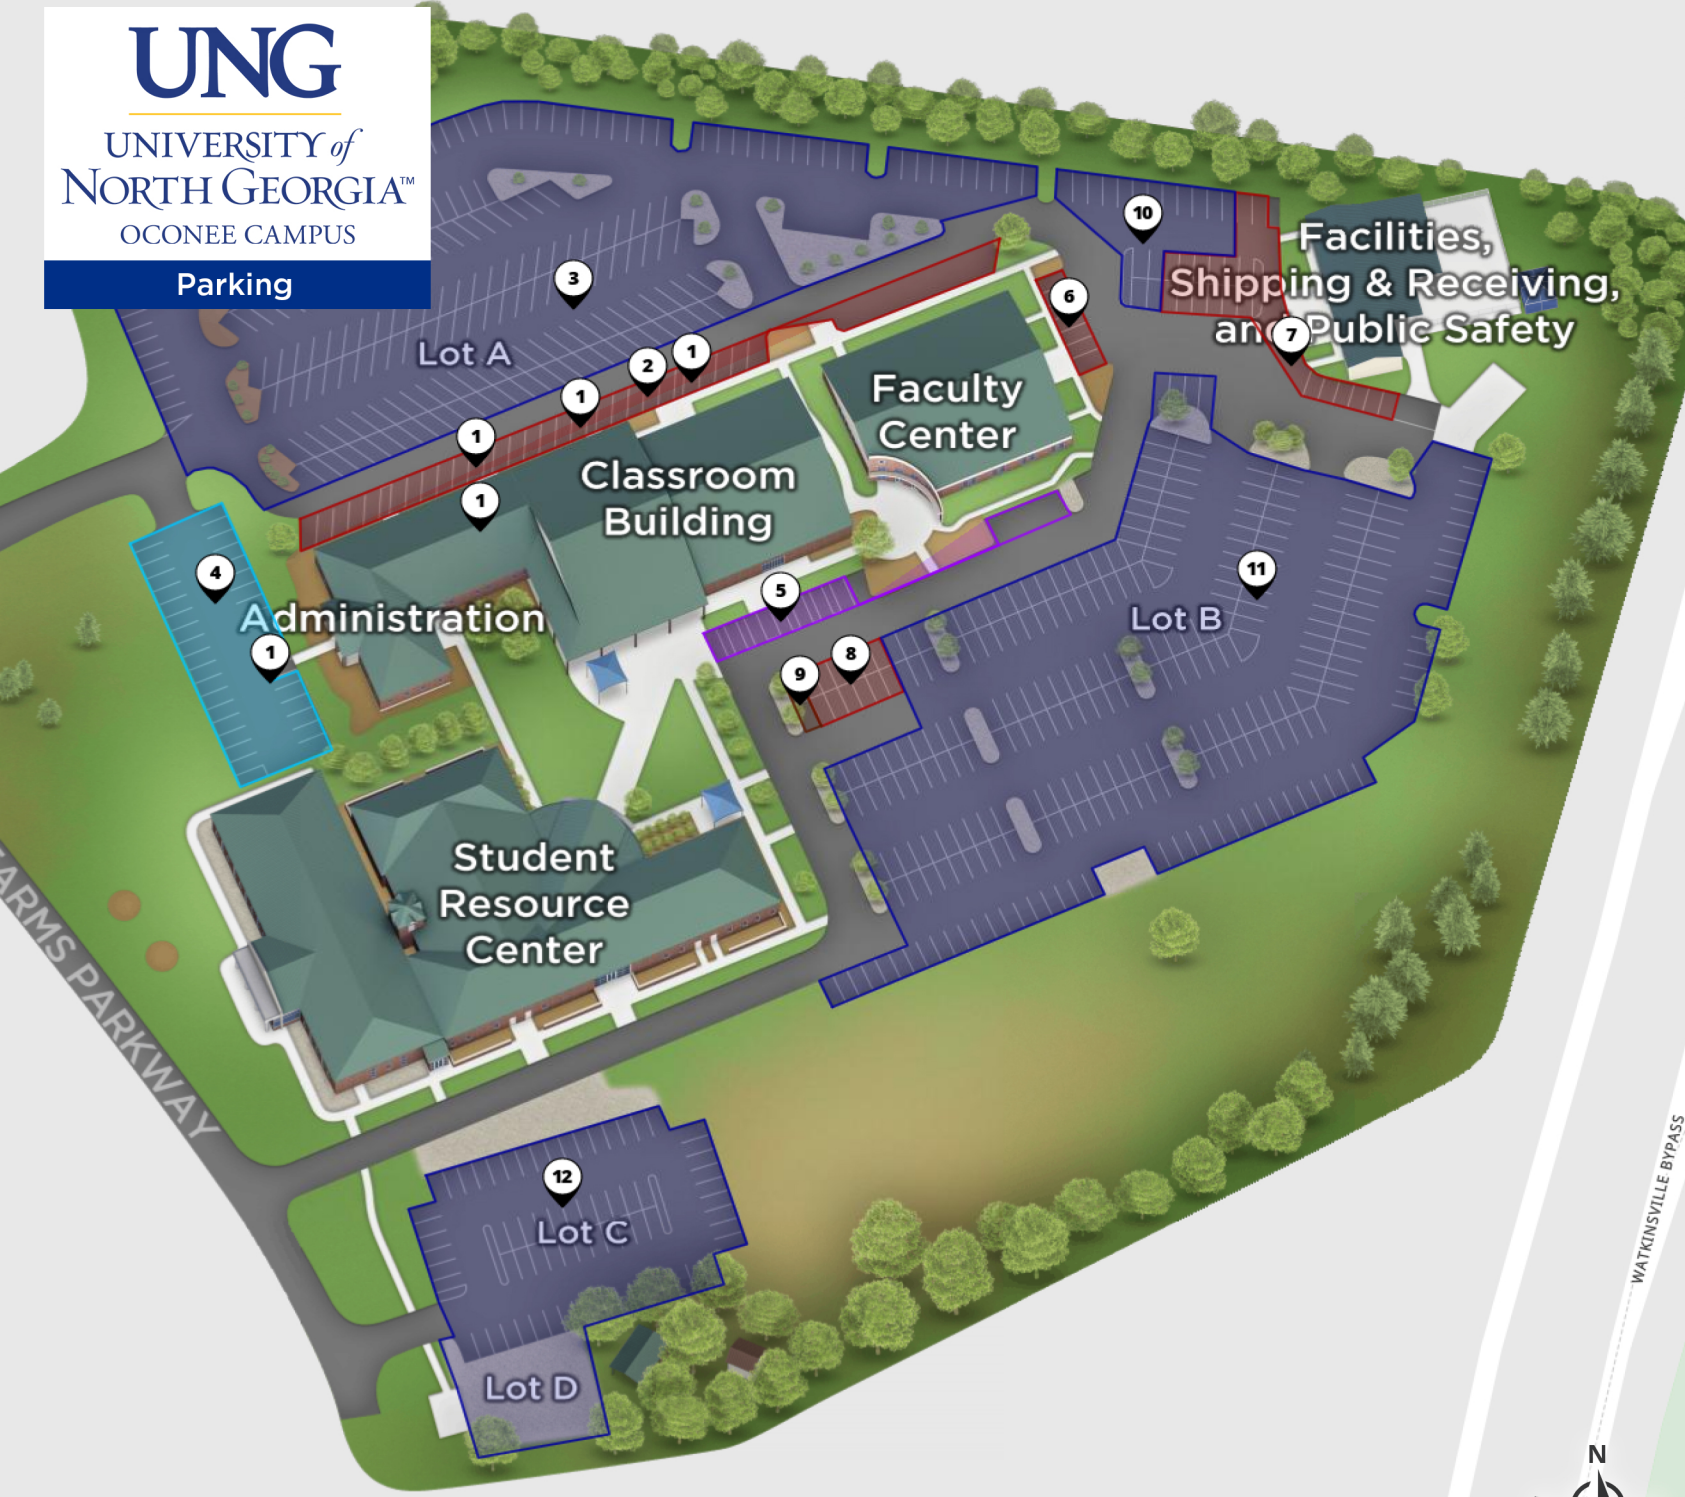 UNG
UNIVERSITY of
NORTH GEORGIA™
OCONEE CAMPUS
Parking
10
Facilities,
Shipping & Receiving,
and Public Safety
3
6
7
Lot A
1
2
1
1
Faculty
Center
1
Classroom
Building
1
4
5
11
Administration
Lot B
1
8
9
Student
Resource
Center
ARMS PARKWAY
12
Lot C
WATKINSVILLE BYPASS
Lot D
N